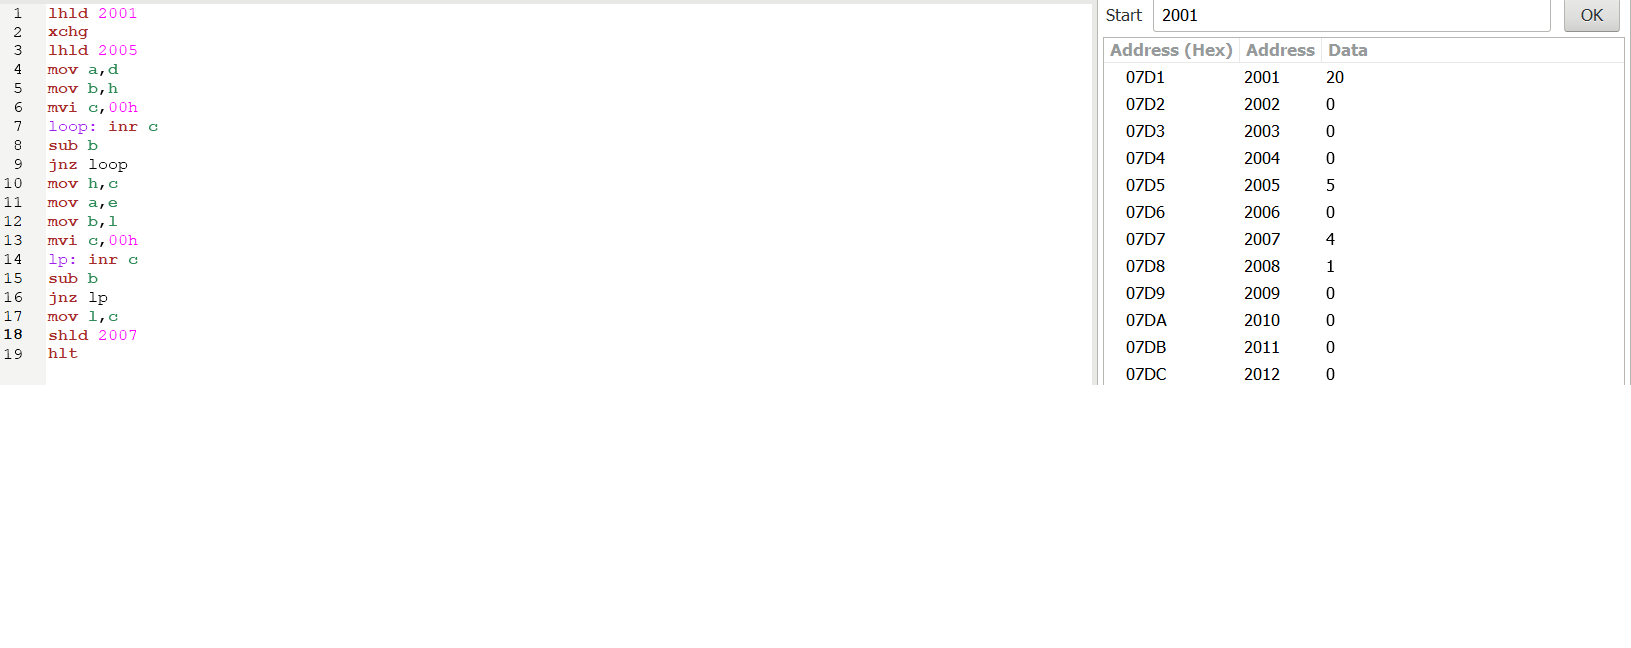 1 lhld 2001
2 xchg
3 lhld 2005
4 mov a,d
5 mov b,h
6 mvi c,00h
7 loop: inr c
8 sub b
9 jnz loop
10 mov h,c
11 mov a,e
12 mov b,l
13 mvi c,00h
14 lp: inr c
15 sub b
16 jnz lp
17 mov l,c
18 shld 2007
19 hlt
Start 2001 OK
Address (Hex) Address Data
07D1 2001 20
07D2 2002 0
07D3 2003 0
07D4 2004 0
07D5 2005 5
07D6 2006 0
07D7 2007 4
07D8 2008 1
07D9 2009 0
07DA 2010 0
07DB 2011 0
07DC 2012 0